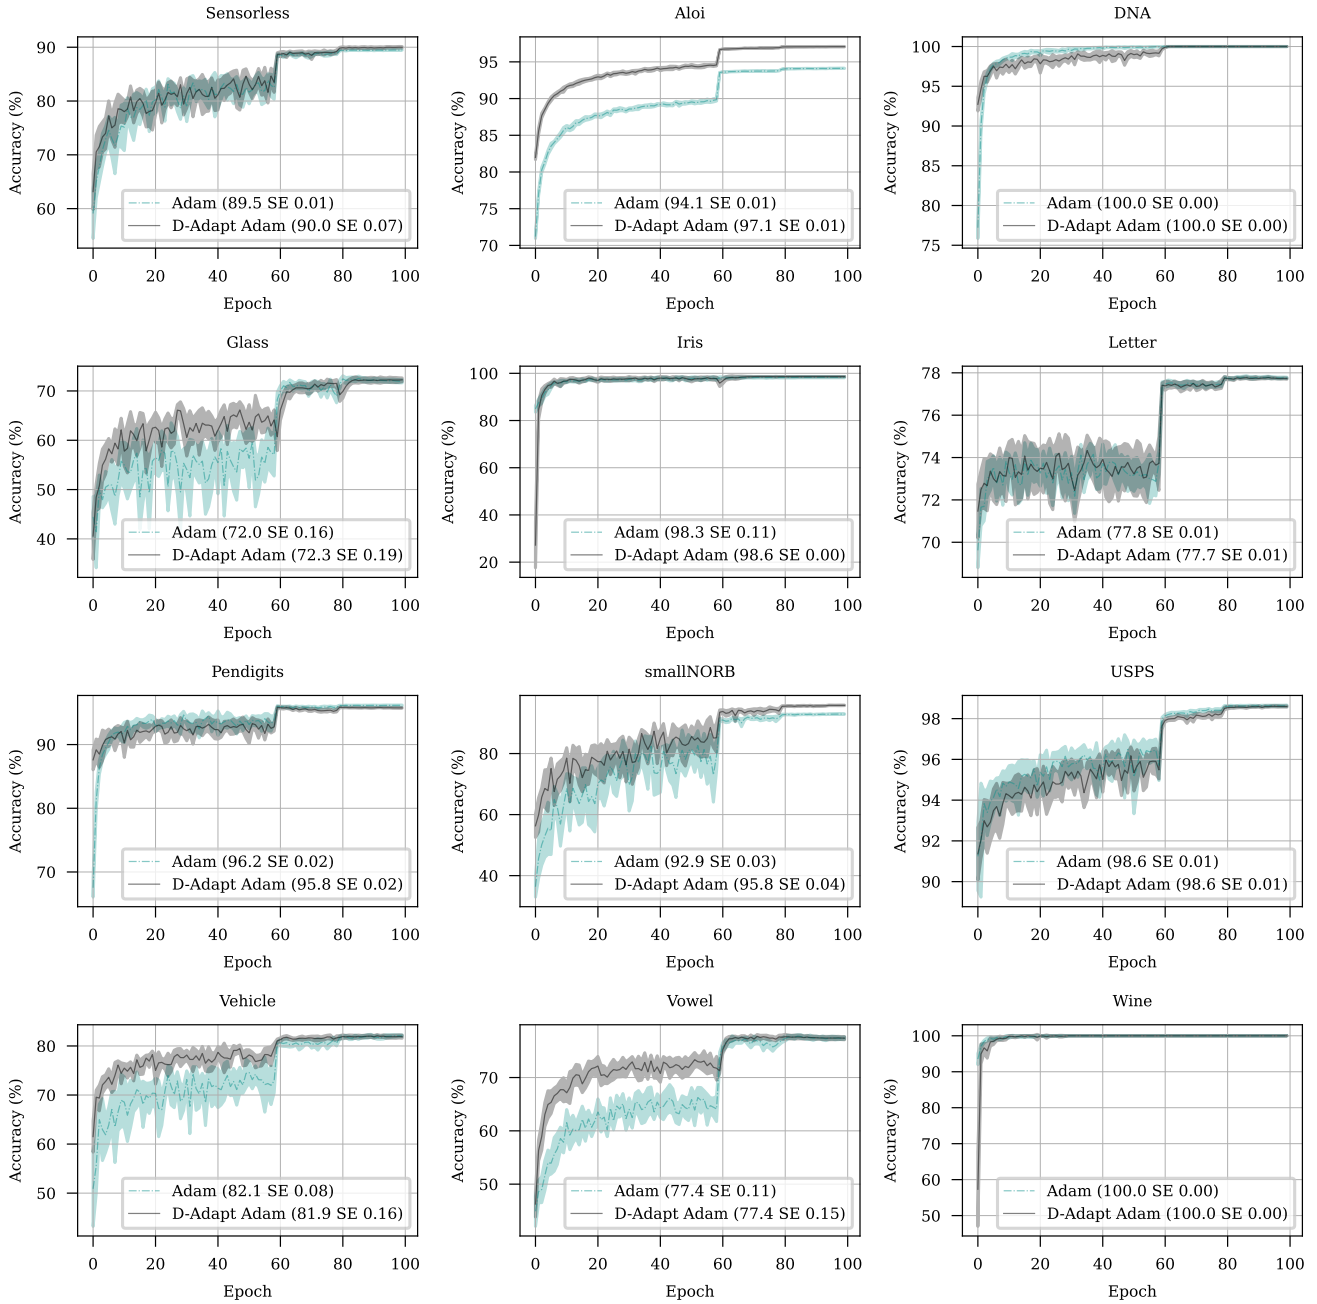 Sensorless
Accuracy (%)
90
80
70
60
Adam (89.5 SE 0.01)
D-Adapt Adam (90.0 SE 0.07)
0 20 40 60 80 100
Epoch
Aloi
Accuracy (%)
95
90
85
80
75
70
Adam (94.1 SE 0.01)
D-Adapt Adam (97.1 SE 0.01)
0 20 40 60 80 100
Epoch
DNA
Accuracy (%)
100
95
90
85
80
75
Adam (100.0 SE 0.00)
D-Adapt Adam (100.0 SE 0.00)
0 20 40 60 80 100
Epoch
Glass
Accuracy (%)
70
60
50
40
Adam (72.0 SE 0.16)
D-Adapt Adam (72.3 SE 0.19)
0 20 40 60 80 100
Epoch
Iris
Accuracy (%)
100
80
60
40
20
Adam (98.3 SE 0.11)
D-Adapt Adam (98.6 SE 0.00)
0 20 40 60 80 100
Epoch
Letter
Accuracy (%)
78
76
74
72
70
Adam (77.8 SE 0.01)
D-Adapt Adam (77.7 SE 0.01)
0 20 40 60 80 100
Epoch
Pendigits
Accuracy (%)
90
80
70
Adam (96.2 SE 0.02)
D-Adapt Adam (95.8 SE 0.02)
0 20 40 60 80 100
Epoch
smallNORB
Accuracy (%)
80
60
40
Adam (92.9 SE 0.03)
D-Adapt Adam (95.8 SE 0.04)
0 20 40 60 80 100
Epoch
USPS
Accuracy (%)
98
96
94
92
90
Adam (98.6 SE 0.01)
D-Adapt Adam (98.6 SE 0.01)
0 20 40 60 80 100
Epoch
Vehicle
Accuracy (%)
80
70
60
50
Adam (82.1 SE 0.08)
D-Adapt Adam (81.9 SE 0.16)
0 20 40 60 80 100
Epoch
Vowel
Accuracy (%)
70
60
50
Adam (77.4 SE 0.11)
D-Adapt Adam (77.4 SE 0.15)
0 20 40 60 80 100
Epoch
Wine
Accuracy (%)
100
90
80
70
60
50
Adam (100.0 SE 0.00)
D-Adapt Adam (100.0 SE 0.00)
0 20 40 60 80 100
Epoch